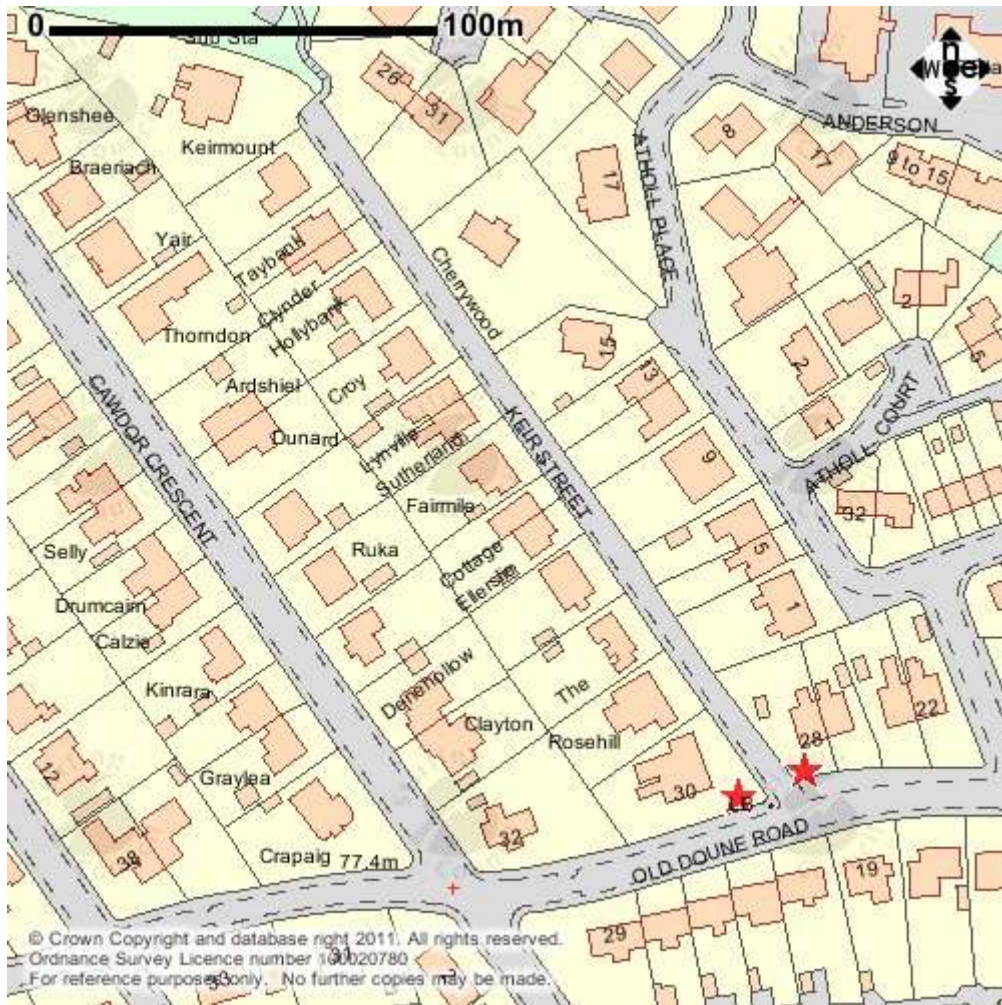 0 100m
Sub Sta
n
w e
s
26
31
Glenshee
Keirmount
Braeriach
ANDERSON
8
17
9 to 15
ATHOLL PLACE
17
Yair
Taybank
Clynder
Hollybank
Cherrywood
Thorndon
2
2
5
15
Ardshiel
Croy
13
CAWDOR CRESCENT
KEIR STREET
1
ATHOLL COURT
Dunard
Lynville
Sutherland
9
Fairmile
32
Selly
Ruka
Cottage
Ellerslie
5
Drumcairn
1
Calzie
Kinrara
Denehollow
The
Clayton
Rosehill
22
28
12
Graylea
30
LB
38
32
Crapaig
77.4m
OLD DOUNE ROAD
19
29
© Crown Copyright and database right 2011. All rights reserved.
31
Ordnance Survey Licence number 100020780
For reference purposes only. No further copies may be made.
33